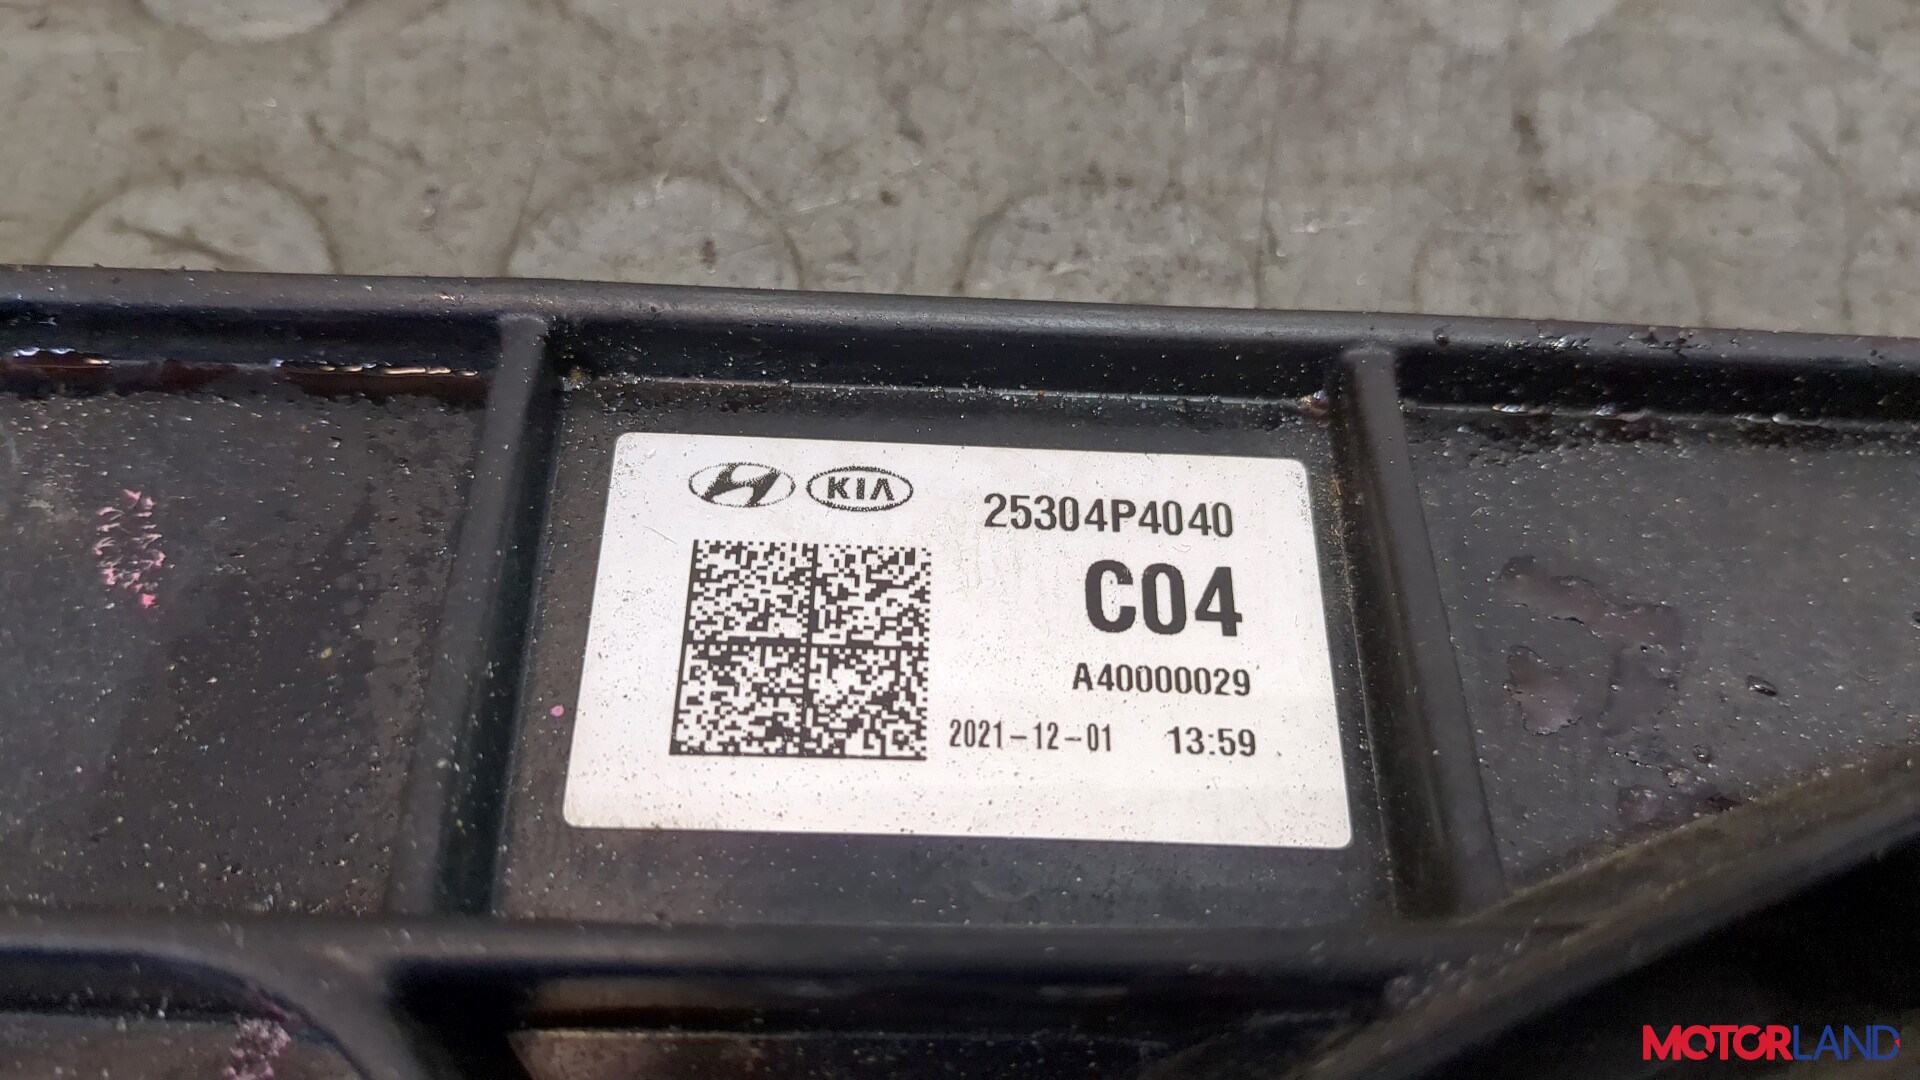 KIA
25304P4040
C04
A40000029
2021-12-01 13:59
MOTORLAND